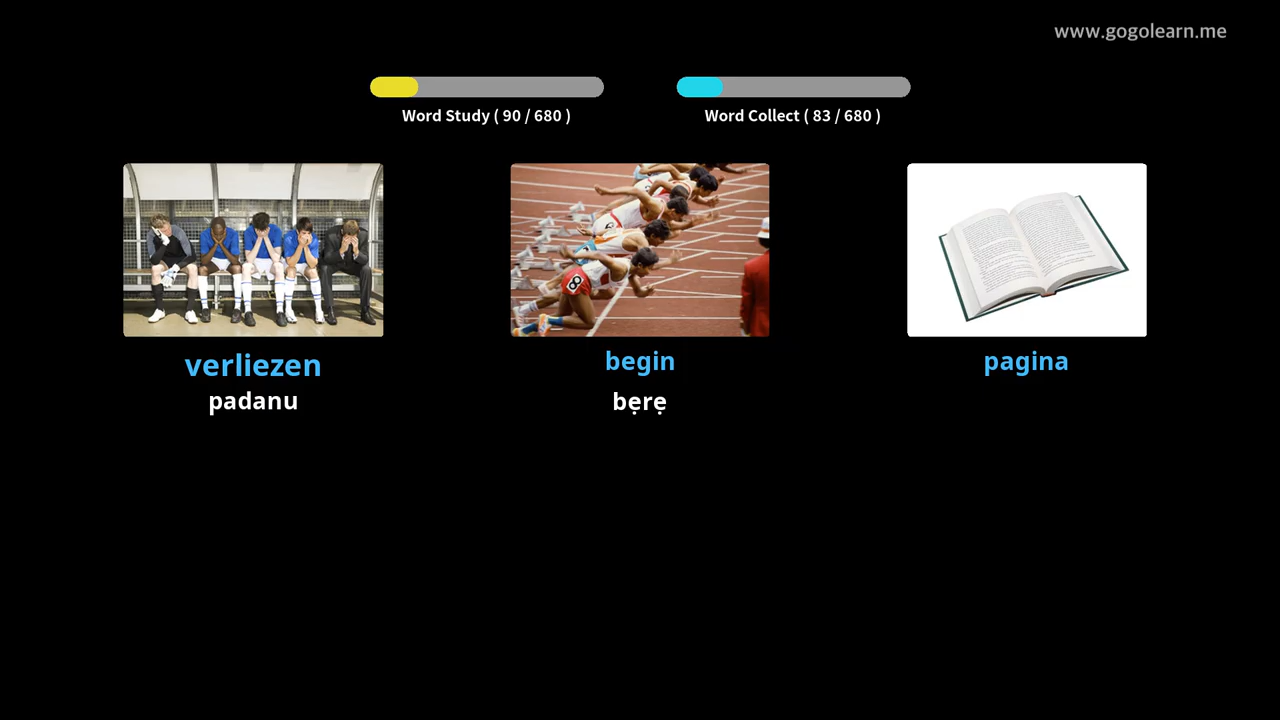 www.gogolearn.me
Word Study ( 90 / 680 )
Word Collect ( 83 / 680 )
verliezen
padanu
begin
bẹrẹ
pagina